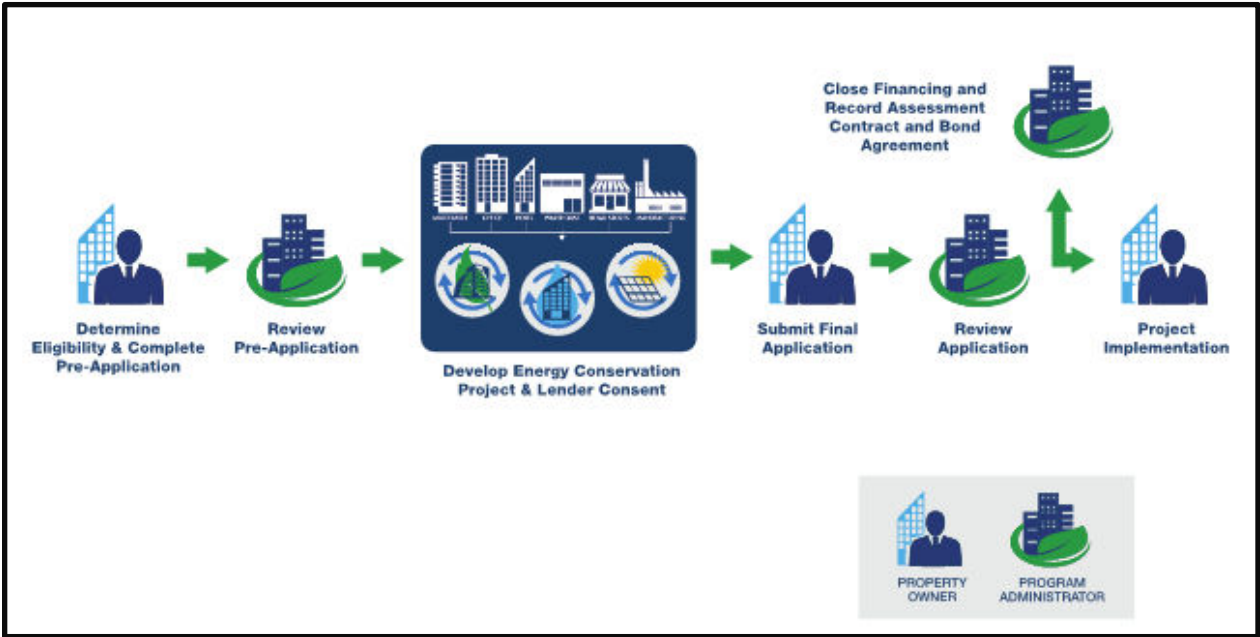 Close Financing and
Record Assessment
Contract and Bond
Agreement
Determine
Eligibility & Complete
Pre-Application
Review
Pre-Application
Develop Energy Conservation
Project & Lender Consent
Submit Final
Application
Review
Application
Project
Implementation
PROPERTY
OWNER
PROGRAM
ADMINISTRATOR